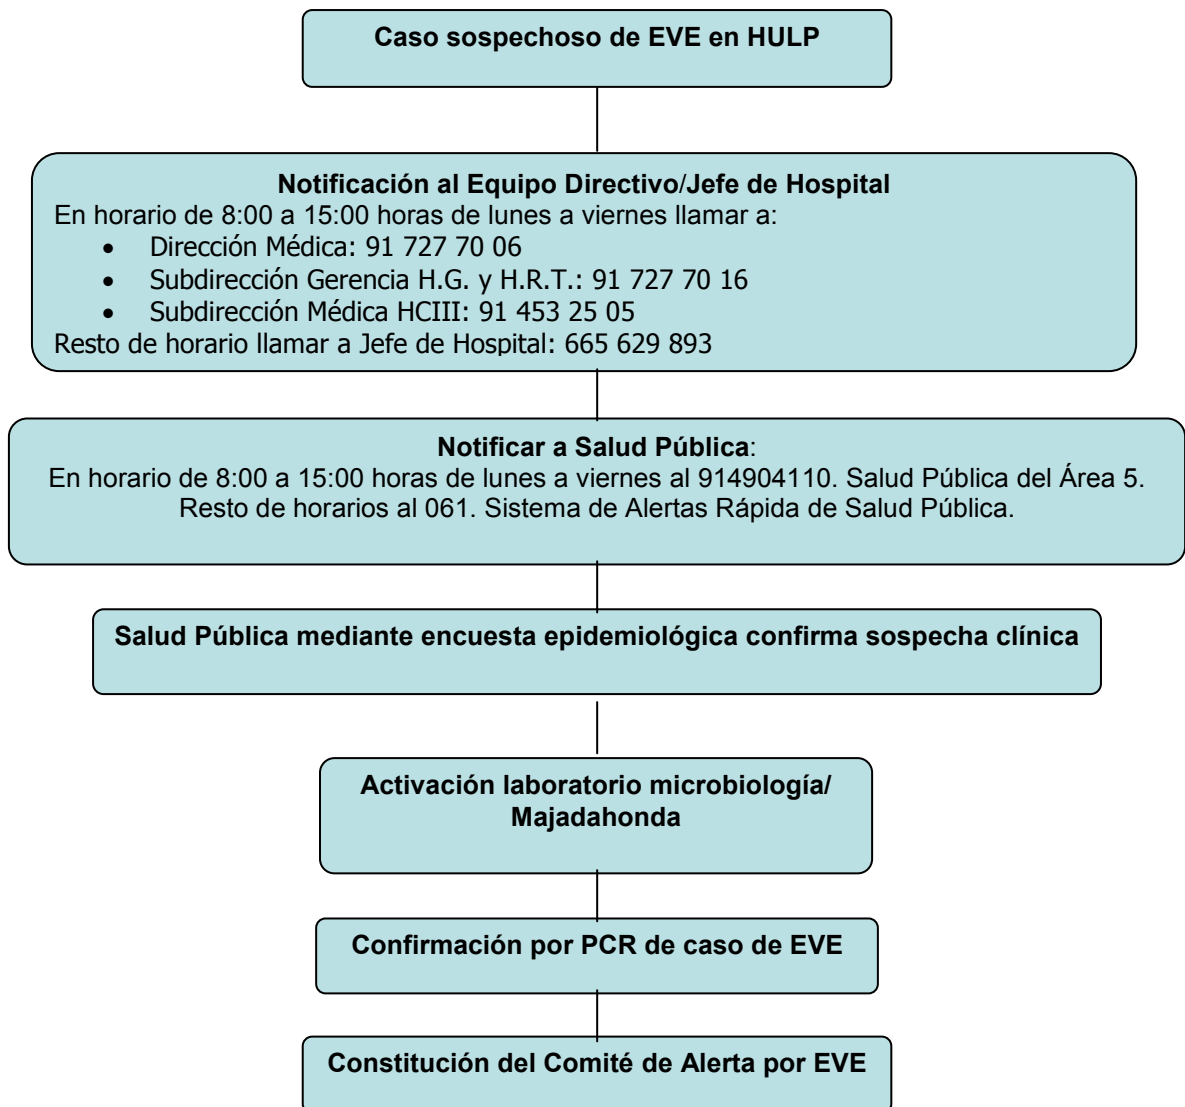 Caso sospechoso de EVE en HULP
Notificación al Equipo Directivo/Jefe de Hospital
En horario de 8:00 a 15:00 horas de lunes a viernes llamar a:
• Dirección Médica: 91 727 70 06
• Subdirección Gerencia H.G. y H.R.T.: 91 727 70 16
• Subdirección Médica HCIII: 91 453 25 05
Resto de horario llamar a Jefe de Hospital: 665 629 893
Notificar a Salud Pública:
En horario de 8:00 a 15:00 horas de lunes a viernes al 914904110. Salud Pública del Área 5.
Resto de horarios al 061. Sistema de Alertas Rápida de Salud Pública.
Salud Pública mediante encuesta epidemiológica confirma sospecha clínica
Activación laboratorio microbiología/
Majadahonda
Confirmación por PCR de caso de EVE
Constitución del Comité de Alerta por EVE